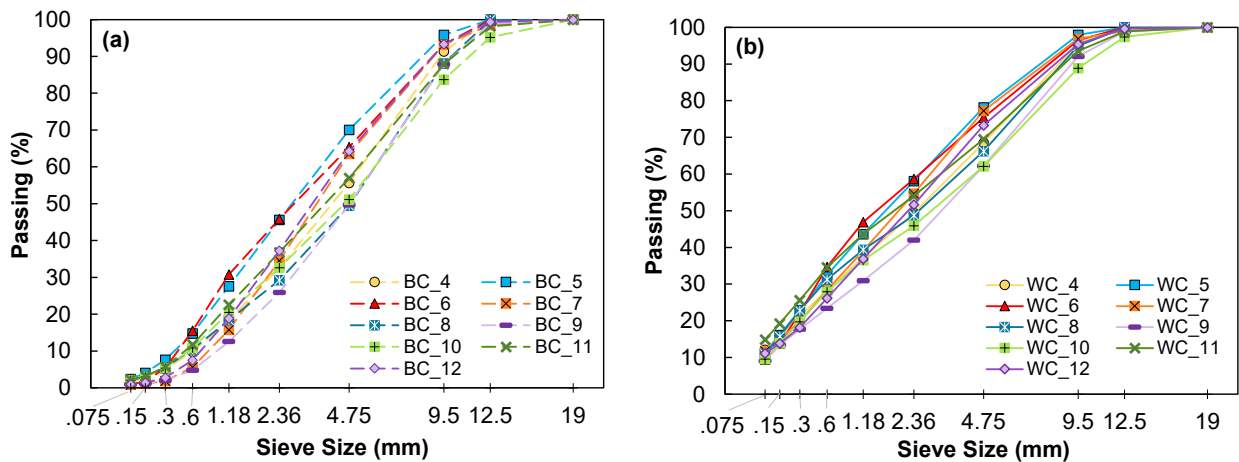 (a)
Passing (%)
100
90
80
70
60
50
40
30
20
10
0
BC_4
BC_5
BC_6
BC_7
BC_8
BC_9
BC_10
BC_11
BC_12
.075 .15 .3 .6 1.18 2.36 4.75 9.5 12.5 19
Sieve Size (mm)
(b)
Passing (%)
100
90
80
70
60
50
40
30
20
10
0
WC_4
WC_5
WC_6
WC_7
WC_8
WC_9
WC_10
WC_11
WC_12
.075 .15 .3 .6 1.18 2.36 4.75 9.5 12.5 19
Sieve Size (mm)